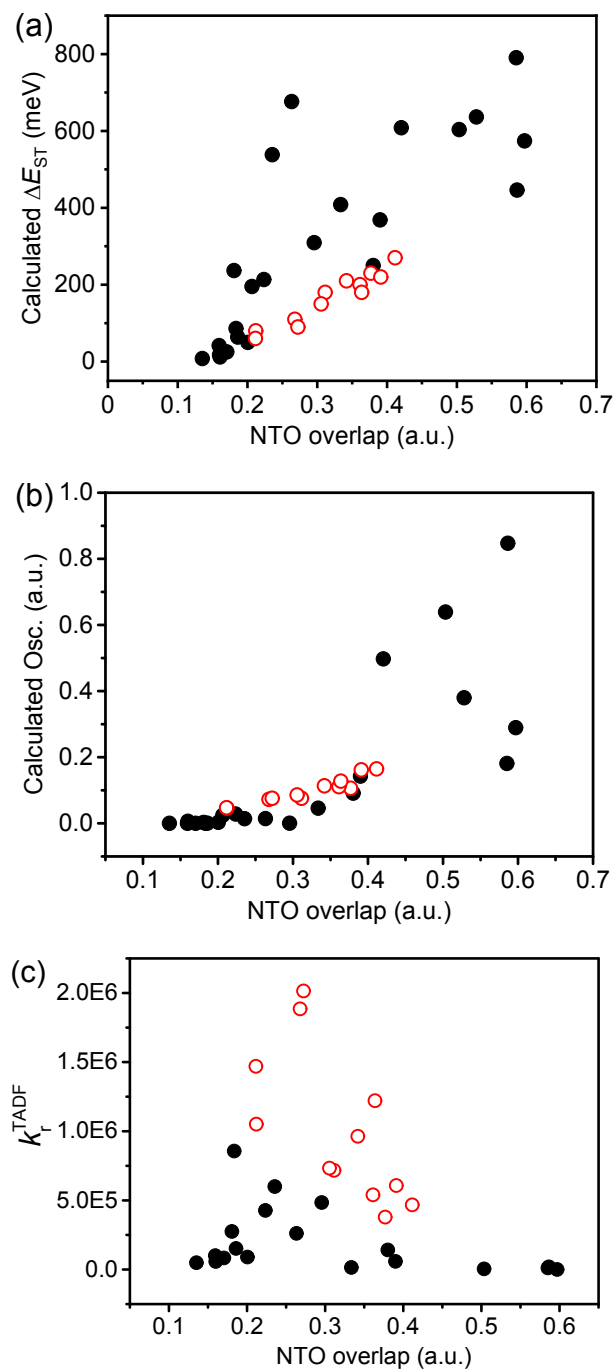 (a)
800
600
400
200
0
Calculated ΔE_ST (meV)
0 0.1 0.2 0.3 0.4 0.5 0.6 0.7
NTO overlap (a.u.)
(b)
1.0
0.8
0.6
0.4
0.2
0.0
Calculated Osc. (a.u.)
0.1 0.2 0.3 0.4 0.5 0.6 0.7
NTO overlap (a.u.)
(c)
2.0E6
1.5E6
1.0E6
5.0E5
0.0
k_r^TADF
0.1 0.2 0.3 0.4 0.5 0.6
NTO overlap (a.u.)